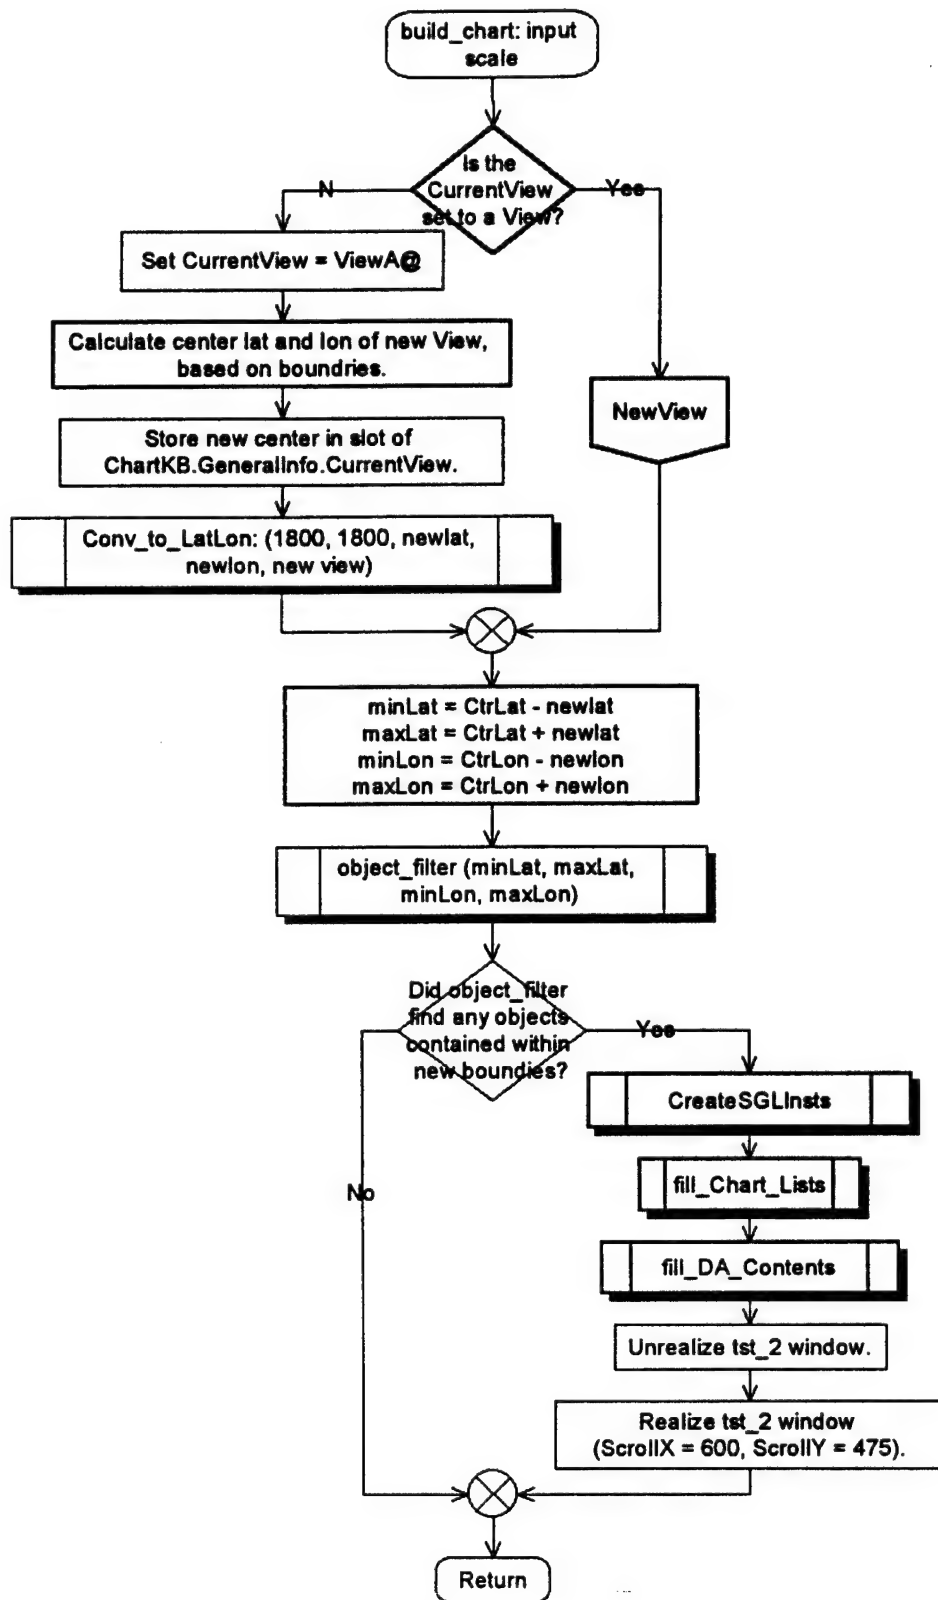 build_chart: input
scale
Is the
CurrentView
set to a View?
N
Yes
Set CurrentView = ViewA@
Calculate center lat and lon of new View,
based on boundries.
NewView
Store new center in slot of
ChartKB.GeneralInfo.CurrentView.
Conv_to_LatLon: (1800, 1800, newlat,
newlon, new view)
minLat = CtrLat - newlat
maxLat = CtrLat + newlat
minLon = CtrLon - newlon
maxLon = CtrLon + newlon
object_filter (minLat, maxLat,
minLon, maxLon)
Did object_filter
find any objects
contained within
new boundies?
Yes
No
CreateSGLInsts
fill_Chart_Lists
fill_DA_Contents
Unrealize tst_2 window.
Realize tst_2 window
(ScrollX = 600, ScrollY = 475).
Return